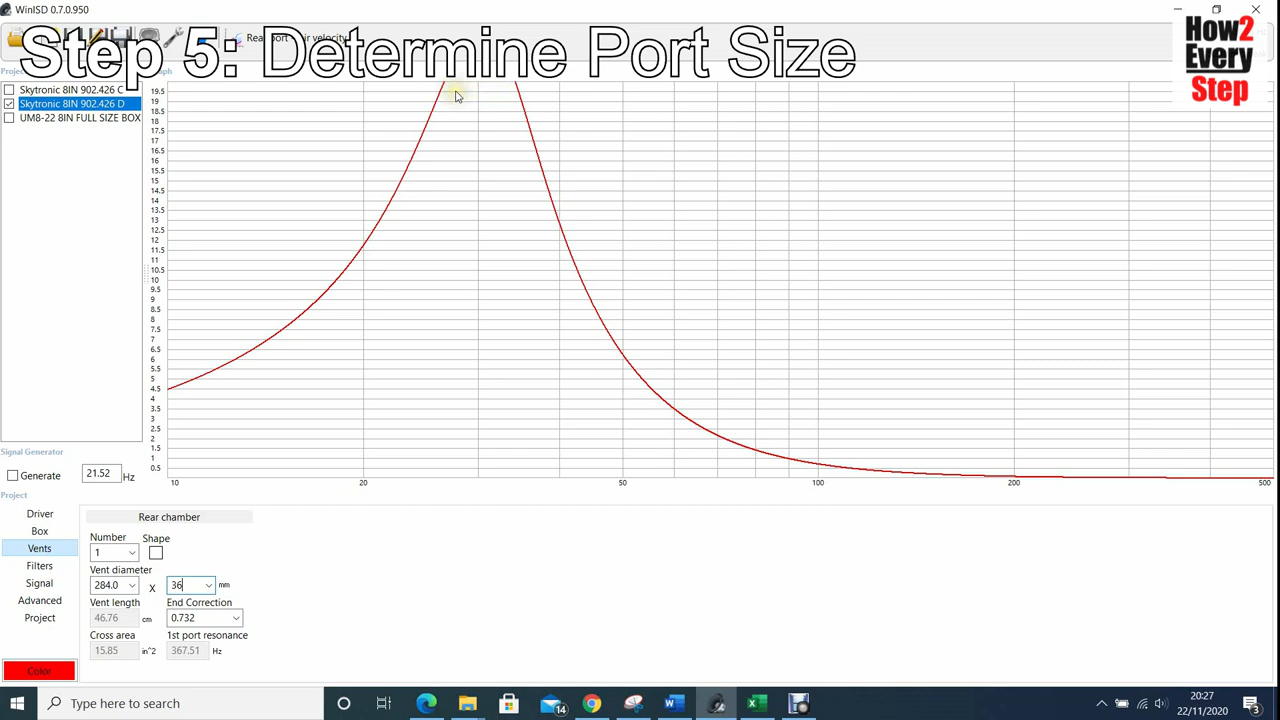 WinISD 0.7.0.950
Step 5: Determine Port Size
How2
Every
Step
Skytronic 8IN 902.426 C
Skytronic 8IN 902.426 D
UM8-22 8IN FULL SIZE BOX
19.5
19
18.5
18
17.5
17
16.5
16
15.5
15
14.5
14
13.5
13
12.5
12
11.5
11
10.5
10
9.5
9
8.5
8
7.5
7
6.5
6
5.5
5
4.5
4
3.5
3
2.5
2
1.5
1
0.5
10 20 50 100 200 500
Signal Generator
Generate 21.52 Hz
Project
Driver
Box
Vents
Filters
Signal
Advanced
Project
Color
Rear chamber
Number Shape
1
Vent diameter
284.0 X 36 mm
Vent length End Correction
46.76 cm 0.732
Cross area 1st port resonance
15.85 in^2 367.51 Hz
Type here to search
14
20:27
22/11/2020
3